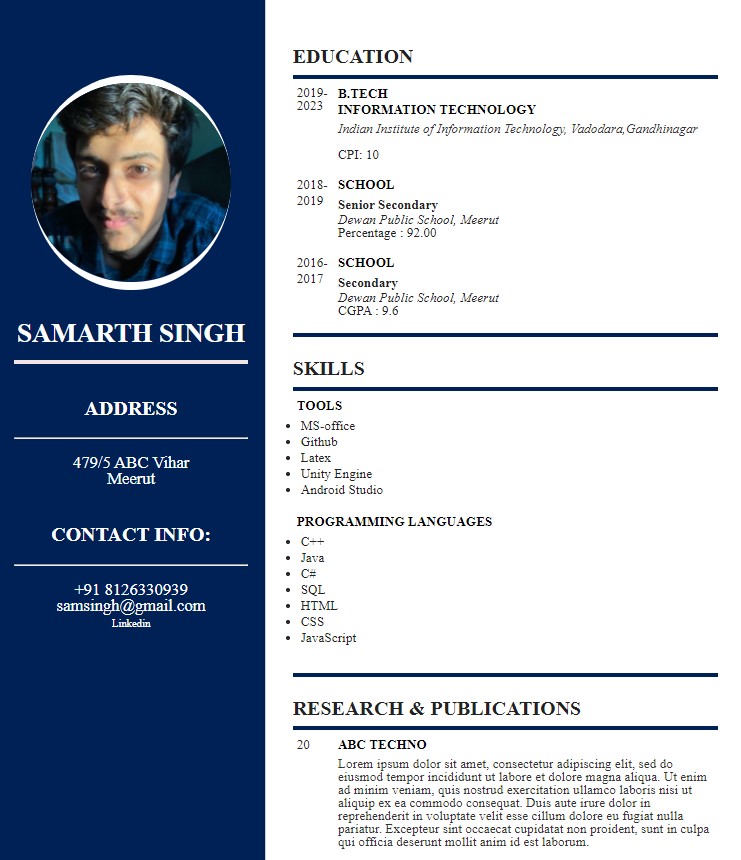 SAMARTH SINGH
ADDRESS
479/5 ABC Vihar
Meerut
CONTACT INFO:
+91 8126330939
samsingh@gmail.com
Linkedin
EDUCATION
2019-
2023
B.TECH
INFORMATION TECHNOLOGY
Indian Institute of Information Technology, Vadodara,Gandhinagar
CPI: 10
2018-
2019
SCHOOL
Senior Secondary
Dewan Public School, Meerut
Percentage : 92.00
2016-
2017
SCHOOL
Secondary
Dewan Public School, Meerut
CGPA : 9.6
SKILLS
TOOLS
MS-office
Github
Latex
Unity Engine
Android Studio
PROGRAMMING LANGUAGES
C++
Java
C#
SQL
HTML
CSS
JavaScript
RESEARCH & PUBLICATIONS
20
ABC TECHNO
Lorem ipsum dolor sit amet, consectetur adipiscing elit, sed do
eiusmod tempor incididunt ut labore et dolore magna aliqua. Ut enim
ad minim veniam, quis nostrud exercitation ullamco laboris nisi ut
aliquip ex ea commodo consequat. Duis aute irure dolor in
reprehenderit in voluptate velit esse cillum dolore eu fugiat nulla
pariatur. Excepteur sint occaecat cupidatat non proident, sunt in culpa
qui officia deserunt mollit anim id est laborum.